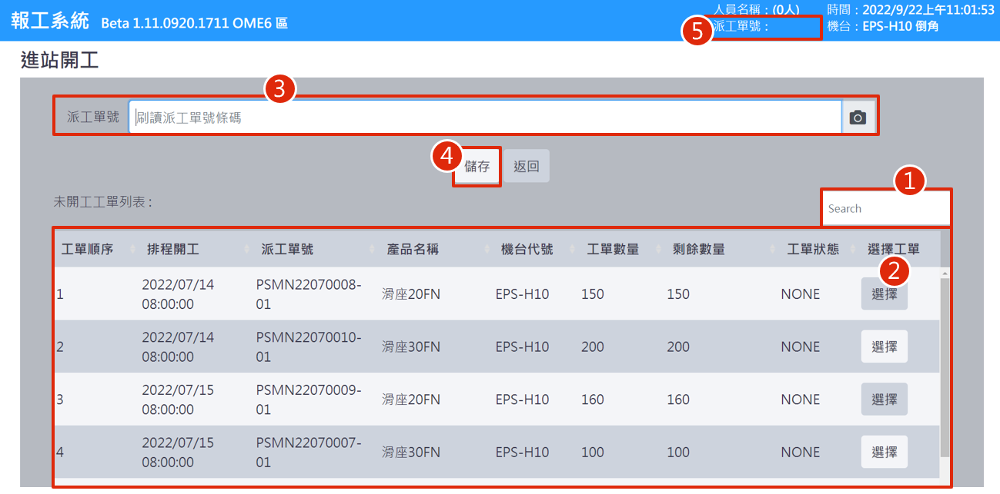 報工系統 Beta 1.11.0920.1711 OME6 區
人員名稱：(0人) 時間：2022/9/22上午11:01:53
5 派工單號： 機台：EPS-H10 倒角
進站開工
3
派工單號 刷讀派工單號條碼
4 儲存 返回
1
未開工工單列表： Search
工單順序 排程開工 派工單號 產品名稱 機台代號 工單數量 剩餘數量 工單狀態 選擇工單
2
1 2022/07/14 08:00:00 PSMN22070008-01 滑座20FN EPS-H10 150 150 NONE 選擇
2 2022/07/14 08:00:00 PSMN22070010-01 滑座30FN EPS-H10 200 200 NONE 選擇
3 2022/07/15 08:00:00 PSMN22070009-01 滑座20FN EPS-H10 160 160 NONE 選擇
4 2022/07/15 08:00:00 PSMN22070007-01 滑座30FN EPS-H10 100 100 NONE 選擇